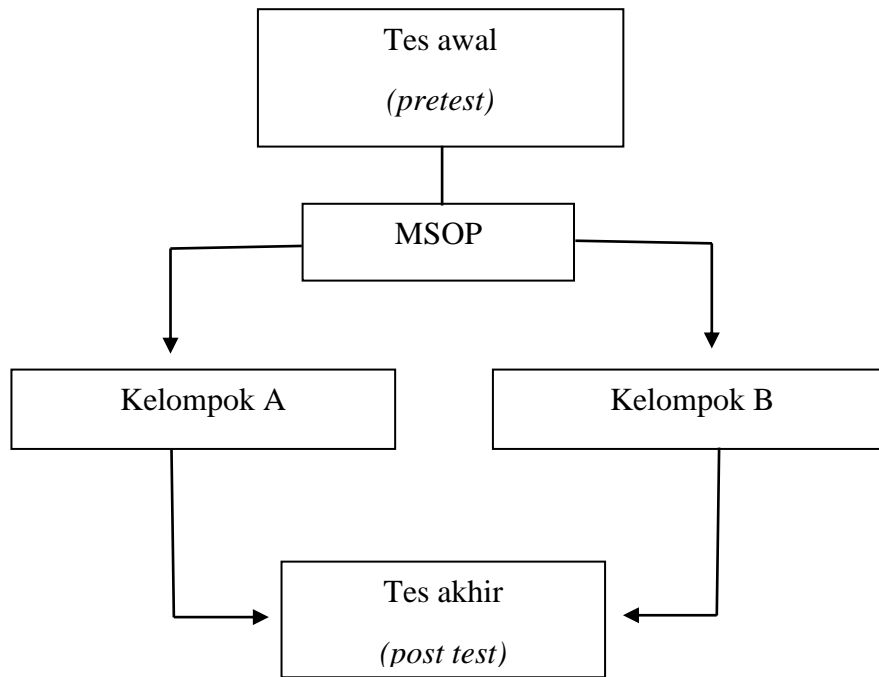 Tes awal
(pretest)
MSOP
Kelompok A
Kelompok B
Tes akhir
(post test)